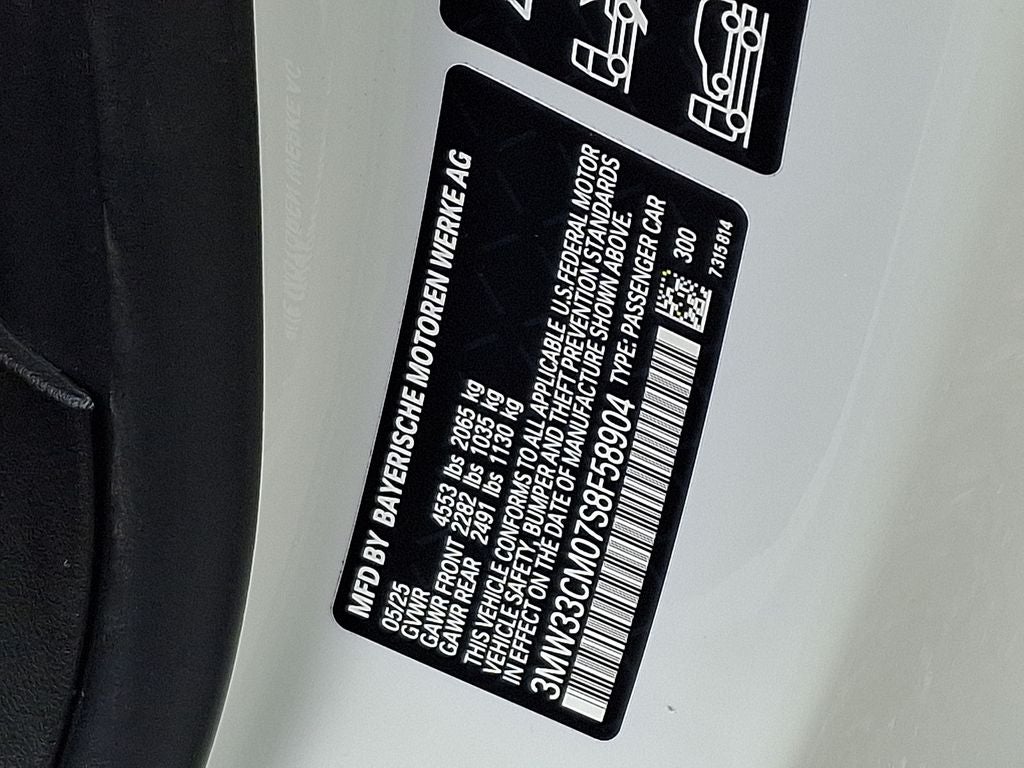 MFD BY BAYERISCHE MOTOREN WERKE AG
05/25
GVWR 4553 lbs 2065 kg
GAWR FRONT 2282 lbs 1035 kg
GAWR REAR 2491 lbs 1130 kg
THIS VEHICLE CONFORMS TO ALL APPLICABLE U.S.FEDERAL MOTOR
VEHICLE SAFETY, BUMPER AND THEFT PREVENTION STANDARDS
IN EFFECT ON THE DATE OF MANUFACTURE SHOWN ABOVE.
3MW33CM07S8F58904 TYPE: PASSENGER CAR
300
7315814